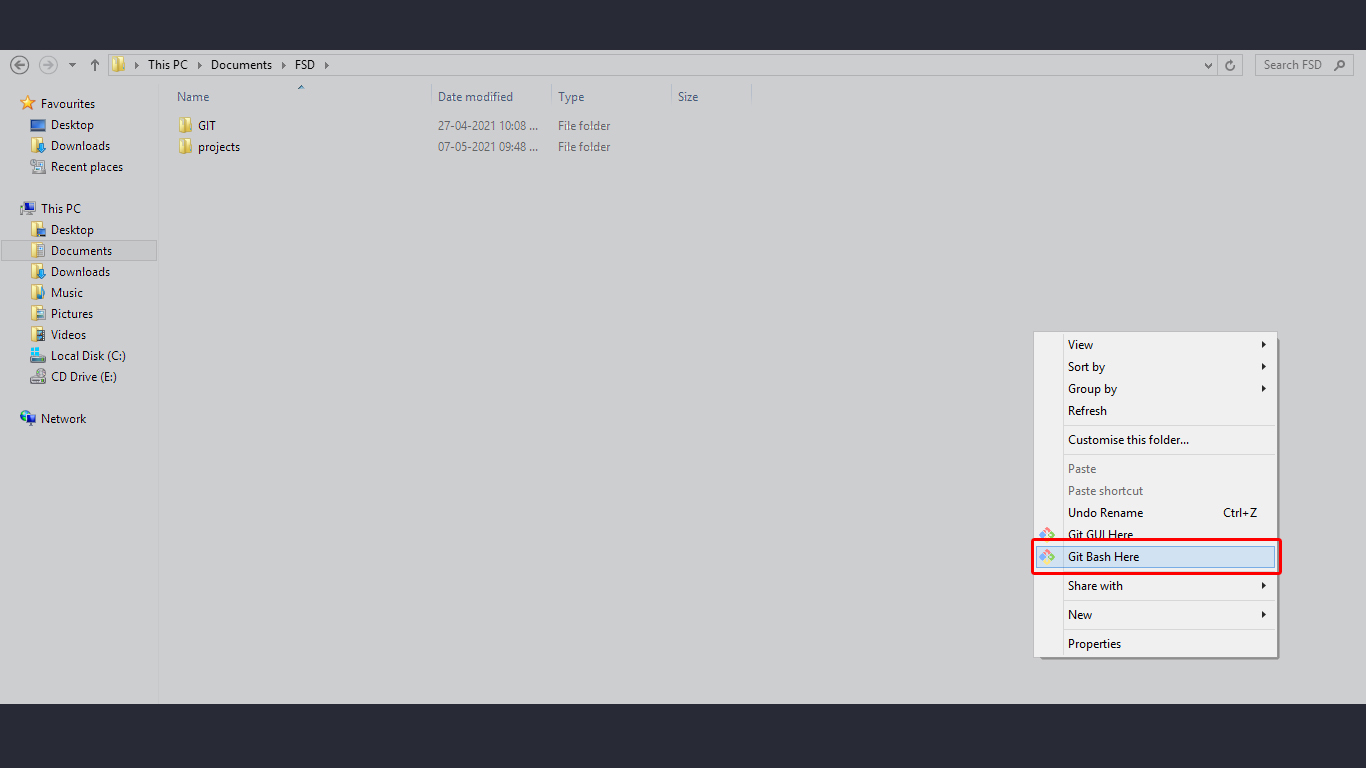 This PC Documents FSD
Search FSD
Name Date modified Type Size
GIT 27-04-2021 10:08 ... File folder
projects 07-05-2021 09:48 ... File folder
Favourites
Desktop
Downloads
Recent places
This PC
Desktop
Documents
Downloads
Music
Pictures
Videos
Local Disk (C:)
CD Drive (E:)
Network
View
Sort by
Group by
Refresh
Customise this folder...
Paste
Paste shortcut
Undo Rename Ctrl+Z
Git GUI Here
Git Bash Here
Share with
New
Properties